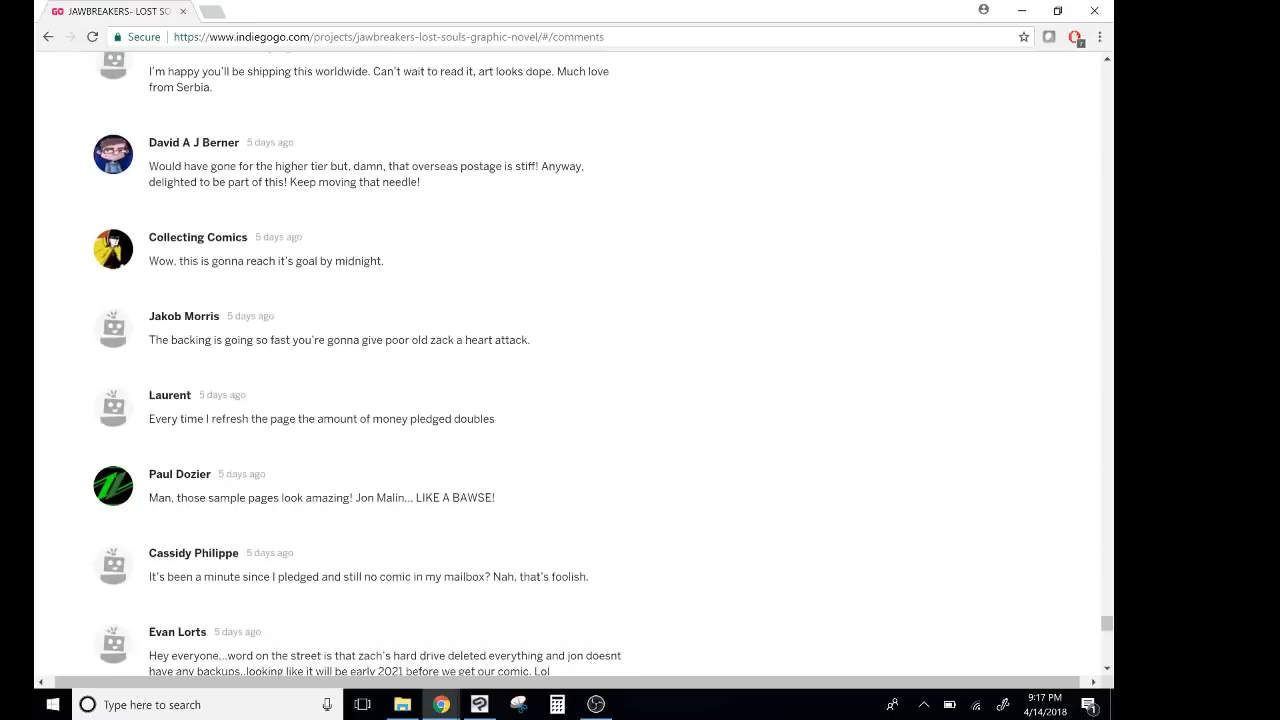 GO JAWBREAKERS- LOST SO
Secure https://www.indiegogo.com/projects/jawbreakers-lost-souls-graphic-novel/#/comments
I'm happy you'll be shipping this worldwide. Can't wait to read it, art looks dope. Much love
from Serbia.
David A J Berner 5 days ago
Would have gone for the higher tier but, damn, that overseas postage is stiff! Anyway,
delighted to be part of this! Keep moving that needle!
Collecting Comics 5 days ago
Wow, this is gonna reach it's goal by midnight.
Jakob Morris 5 days ago
The backing is going so fast you're gonna give poor old zack a heart attack.
Laurent 5 days ago
Every time I refresh the page the amount of money pledged doubles
Paul Dozier 5 days ago
Man, those sample pages look amazing! Jon Malin... LIKE A BAWSE!
Cassidy Philippe 5 days ago
It's been a minute since I pledged and still no comic in my mailbox? Nah, that's foolish.
Evan Lorts 5 days ago
Hey everyone...word on the street is that zach's hard drive deleted everything and jon doesnt
have any backups..looking like it will be early 2021 before we get our comic. Lol
Type here to search
9:17 PM
4/14/2018